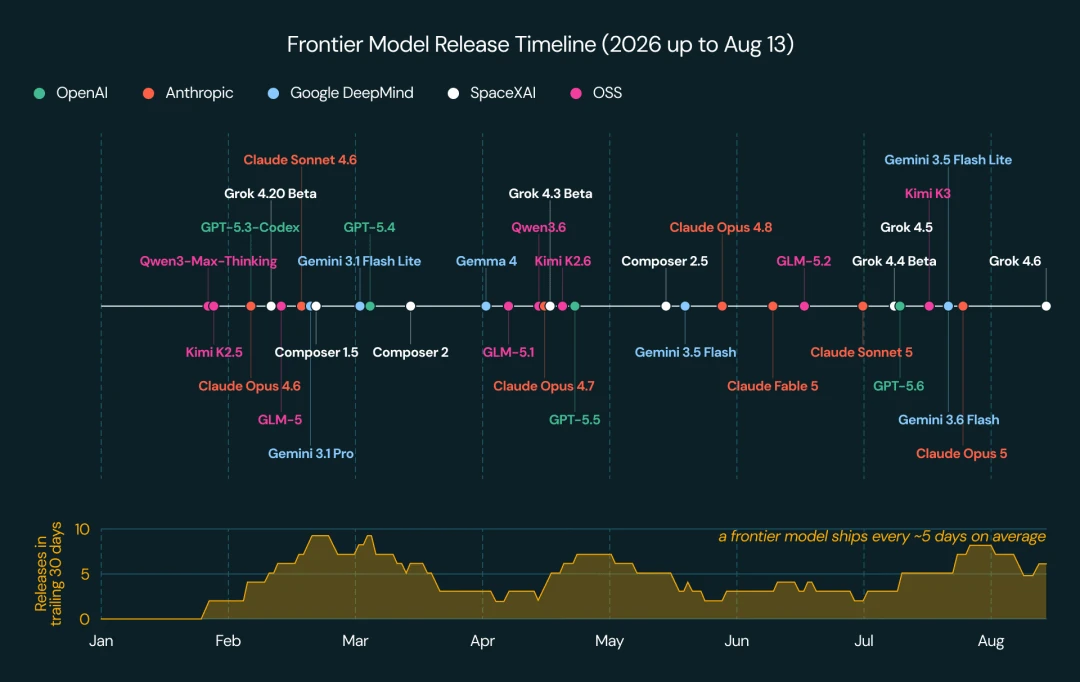 Frontier Model Release Timeline (2026 up to Aug 13)
OpenAI
Anthropic
Google DeepMind
SpaceXAI
OSS
Claude Sonnet 4.6
Gemini 3.5 Flash Lite
Grok 4.20 Beta
Grok 4.3 Beta
Kimi K3
GPT-5.3-Codex
GPT-5.4
Qwen3.6
Claude Opus 4.8
Grok 4.5
Qwen3-Max-Thinking
Gemini 3.1 Flash Lite
Gemma 4
Kimi K2.6
Composer 2.5
GLM-5.2
Grok 4.4 Beta
Grok 4.6
Kimi K2.5
Composer 1.5
Composer 2
GLM-5.1
Gemini 3.5 Flash
Claude Sonnet 5
Claude Opus 4.6
Claude Opus 4.7
Claude Fable 5
GPT-5.6
GLM-5
GPT-5.5
Gemini 3.6 Flash
Gemini 3.1 Pro
Claude Opus 5
Releases in
trailing 30 days
10
5
0
a frontier model ships every ~5 days on average
Jan
Feb
Mar
Apr
May
Jun
Jul
Aug